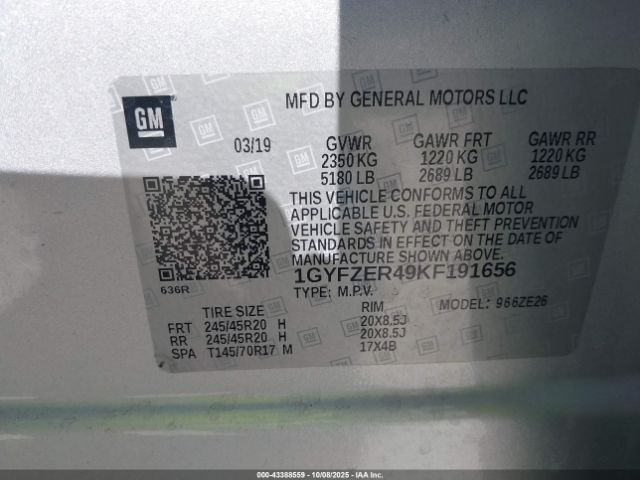 GM
MFD BY GENERAL MOTORS LLC
03/19 GVWR GAWR FRT GAWR RR
2350 KG 1220 KG 1220 KG
5180 LB 2689 LB 2689 LB
THIS VEHICLE CONFORMS TO ALL
APPLICABLE U.S. FEDERAL MOTOR
VEHICLE SAFETY AND THEFT PREVENTION
STANDARDS IN EFFECT ON THE DATE OF
MANUFACTURE SHOWN ABOVE.
1GYFZER49KF191656
636R TYPE: M.P.V.
MODEL: 966ZE26
TIRE SIZE RIM
FRT 245/45R20 H 20X8.5J
RR 245/45R20 H 20X8.5J
SPA T145/70R17 M 17X4B
000-43388559 | 10/08/2025 - IAA Inc.